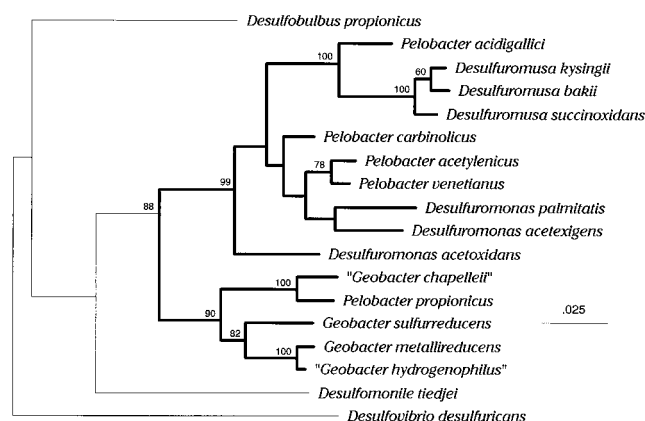 Desulfobulbus propionicus
Pelobacter acidigallici
100
60
Desulfuromusa kysingii
100
Desulfuromusa bakii
Desulfuromusa succinoxidans
Pelobacter carbinolicus
78
Pelobacter acetylenicus
99
Pelobacter venetianus
88
Desulfuromonas palmitatis
Desulfuromonas acetexigens
Desulfuromonas acetoxidans
100
"Geobacter chapelleii"
Pelobacter propionicus
.025
90
Geobacter sulfurreducens
82
Geobacter metallireducens
100
"Geobacter hydrogenophilus"
Desulfomonile tiedjei
Desulfovibrio desulfuricans